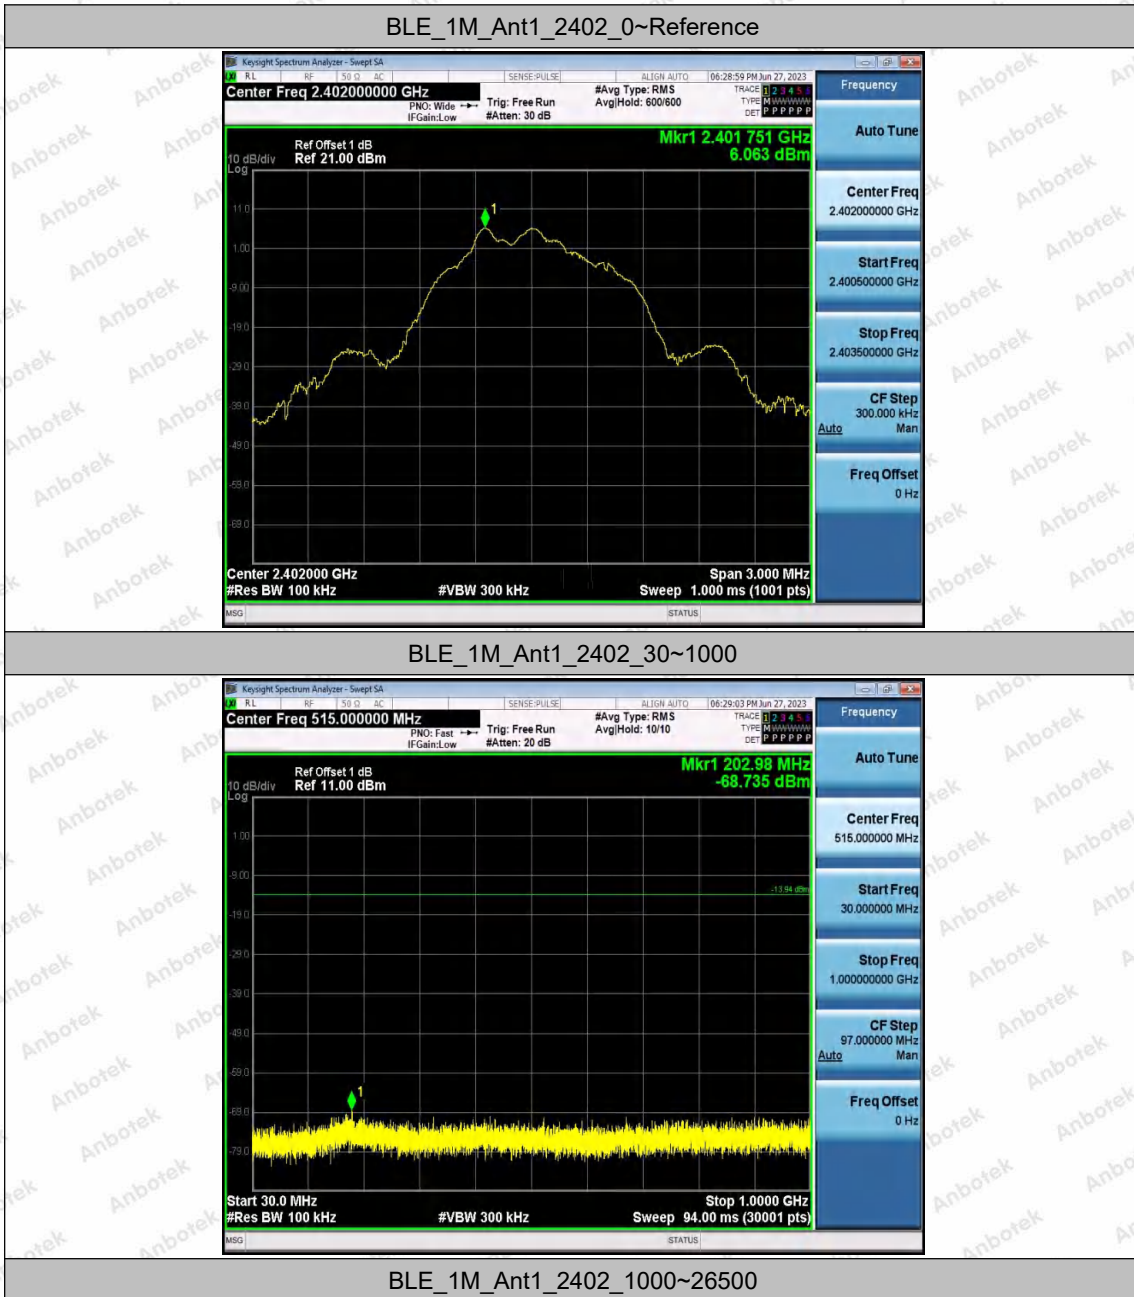 BLE_1M_Ant1_2402_0~Reference
Keysight Spectrum Analyzer - Swept SA
RL RF 50 Ω AC SENSE:PULSE ALIGN AUTO 06:28:59 PM Jun 27, 2023
Center Freq 2.402000000 GHz
PNO: Wide
IFGain:Low
Trig: Free Run
#Atten: 30 dB
#Avg Type: RMS
Avg|Hold: 600/600
TRACE 1 2 3 4 5 6
TYPE M
DET P P P P P P
Ref Offset 1 dB
10 dB/div Ref 21.00 dBm
Log
Mkr1 2.401 751 GHz
6.063 dBm
1
11.0
1.00
-9.00
-19.0
-29.0
-39.0
-49.0
-59.0
-69.0
Center 2.402000 GHz Span 3.000 MHz
#Res BW 100 kHz #VBW 300 kHz Sweep 1.000 ms (1001 pts)
MSG STATUS
Frequency
Auto Tune
Center Freq
2.402000000 GHz
Start Freq
2.400500000 GHz
Stop Freq
2.403500000 GHz
CF Step
300.000 kHz
Auto Man
Freq Offset
0 Hz
BLE_1M_Ant1_2402_30~1000
Keysight Spectrum Analyzer - Swept SA
RL RF 50 Ω AC SENSE:PULSE ALIGN AUTO 06:29:03 PM Jun 27, 2023
Center Freq 515.000000 MHz
PNO: Fast
IFGain:Low
Trig: Free Run
#Atten: 20 dB
#Avg Type: RMS
Avg|Hold: 10/10
TRACE 1 2 3 4 5 6
TYPE M
DET P P P P P P
Ref Offset 1 dB
10 dB/div Ref 11.00 dBm
Log
Mkr1 202.98 MHz
-68.735 dBm
1.00
-9.00
-13.94 dBm
-19.0
-29.0
-39.0
-49.0
-59.0
1
-69.0
-79.0
Start 30.0 MHz Stop 1.0000 GHz
#Res BW 100 kHz #VBW 300 kHz Sweep 94.00 ms (30001 pts)
MSG STATUS
Frequency
Auto Tune
Center Freq
515.000000 MHz
Start Freq
30.000000 MHz
Stop Freq
1.000000000 GHz
CF Step
97.000000 MHz
Auto Man
Freq Offset
0 Hz
BLE_1M_Ant1_2402_1000~26500